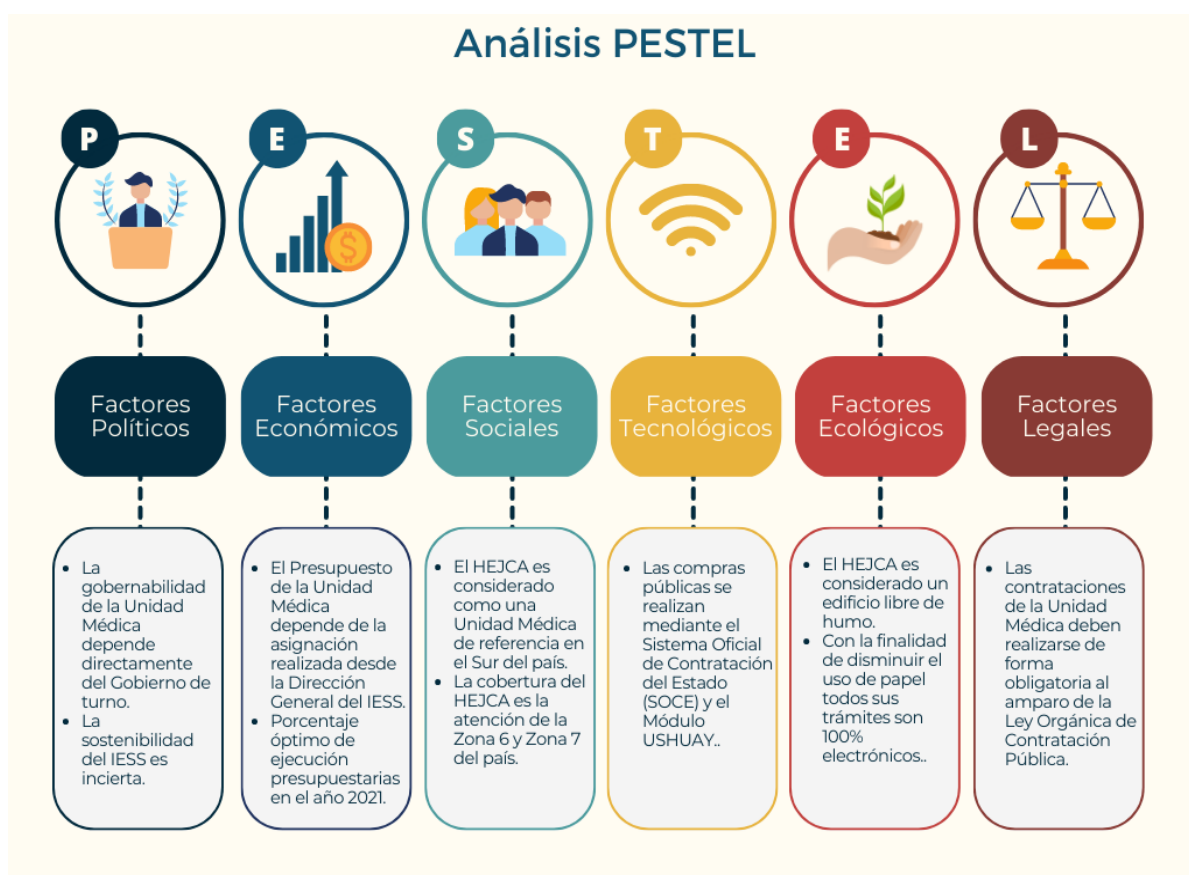 Análisis PESTEL
P
E
S
T
E
L
Factores
Políticos
Factores
Económicos
Factores
Sociales
Factores
Tecnológicos
Factores
Ecológicos
Factores
Legales
• La
gobernabilidad
de la Unidad
Médica
depende
directamente
del Gobierno de
turno.
• La
sostenibilidad
del IESS es
incierta.
• El Presupuesto
de la Unidad
Médica
depende de la
asignación
realizada desde
la Dirección
General del IESS.
• Porcentaje
óptimo de
ejecución
presupuestarias
en el año 2021.
• El HEJCA es
considerado
como una
Unidad Médica
de referencia en
el Sur del país.
• La cobertura del
HEJCA es la
atención de la
Zona 6 y Zona 7
del país.
• Las compras
públicas se
realizan
mediante el
Sistema Oficial
de Contratación
del Estado
(SOCE) y el
Módulo
USHUAY..
• El HEJCA es
considerado un
edificio libre de
humo.
• Con la finalidad
de disminuir el
uso de papel
todos sus
trámites son
100%
electrónicos..
• Las
contrataciones
de la Unidad
Médica deben
realizarse de
forma
obligatoria al
amparo de la
Ley Orgánica de
Contratación
Pública.